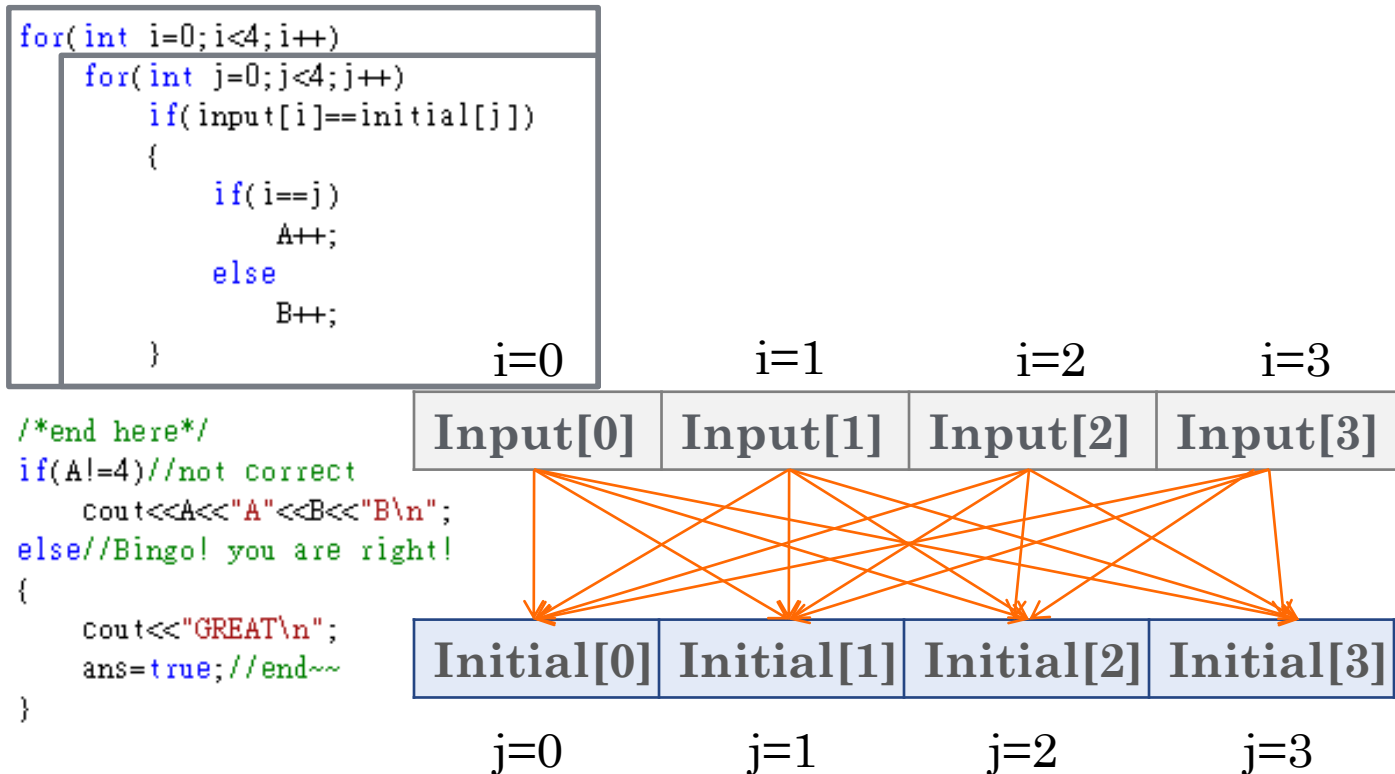 for(int i=0;i<4;i++)
for(int j=0;j<4;j++)
if(input[i]==initial[j])
{
if(i==j)
A++;
else
B++;
}
/*end here*/
if(A!=4)//not correct
cout<<A<<"A"<<B<<"B\n";
else//Bingo! you are right!
{
cout<<"GREAT\n";
ans=true;//end~~
}
i=0 i=1 i=2 i=3
Input[0] Input[1] Input[2] Input[3]
Initial[0] Initial[1] Initial[2] Initial[3]
j=0 j=1 j=2 j=3